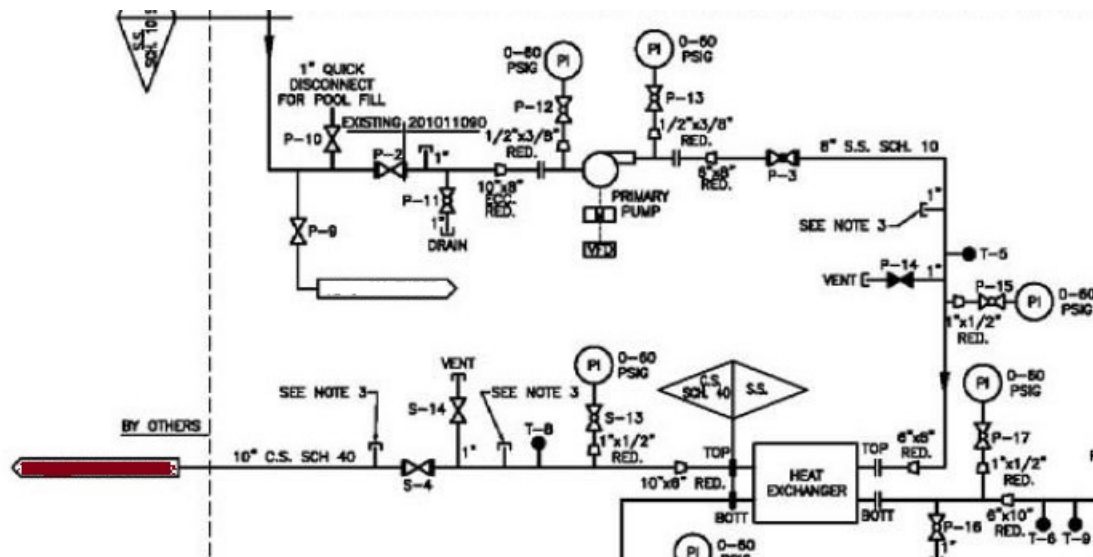 S.S.
SCH. 10
1" QUICK
DISCONNECT
FOR POOL FILL
P-10
EXISTING 201011090
P-2
1"
P-11
1"
DRAIN
P-9
10"x8"
ECC.
RED.
1/2"x3/8"
RED.
0-60
PSIG
PI
P-12
PI
0-60
PSIG
P-13
1/2"x3/8"
RED.
PRIMARY
PUMP
M
VFD
RED.
P-3
8" S.S. SCH. 10
1"
SEE NOTE 3
T-5
VENT
P-14
1"
P-15
PI
0-60
PSIG
1"x1/2"
RED.
BY OTHERS
10" C.S. SCH 40
SEE NOTE 3
S-4
VENT
S-14
1"
SEE NOTE 3
T-8
PI
0-60
PSIG
S-13
1"x1/2"
RED.
10"x6" RED.
C.S.
SCH. 40
S.S.
TOP
BOTT
HEAT
EXCHANGER
TOP
BOTT
RED.
PI
0-60
PSIG
P-17
1"x1/2"
RED.
6"x10"
RED.
P-16
1"
T-6
T-9
PI
0-60